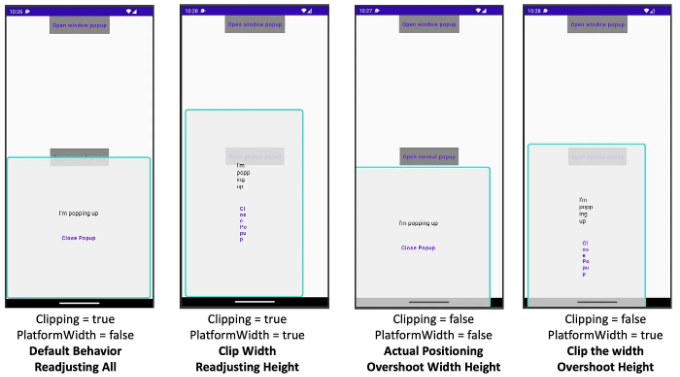 10:26
Open window popup
I'm popping up
Close Popup
Clipping = true
PlatformWidth = false
Default Behavior
Readjusting All
10:28
Open window popup
I'm
popp
ing
up
Cl
os
e
Po
pu
p
Clipping = true
PlatformWidth = true
Clip Width
Readjusting Height
10:27
Open window popup
Open second popup
I'm popping up
Close Popup
Clipping = false
PlatformWidth = false
Actual Positioning
Overshoot Width Height
10:28
Open window popup
I'm
popp
ing
up
Cl
os
e
Po
pu
p
Clipping = false
PlatformWidth = true
Clip the width
Overshoot Height